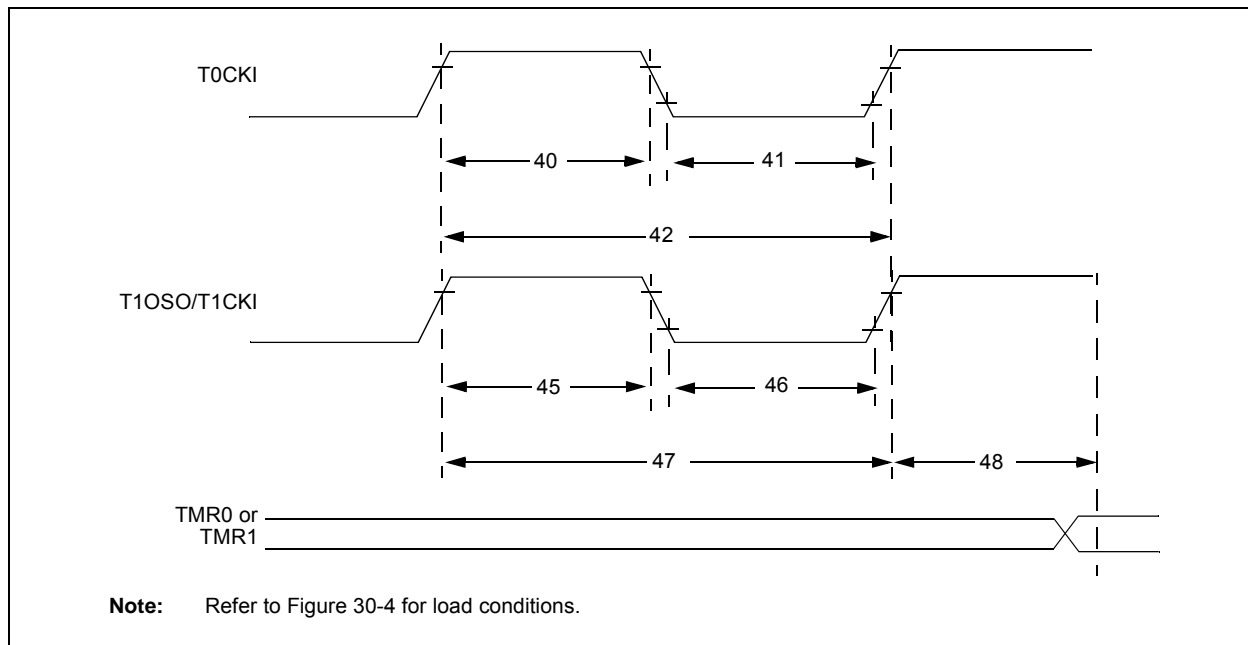 T0CKI
40
41
42
T1OSO/T1CKI
45
46
47
48
TMR0 or
TMR1
Note: Refer to Figure 30-4 for load conditions.